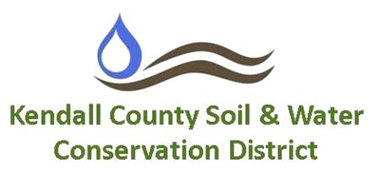 Kendall County Soil & Water
Conservation District